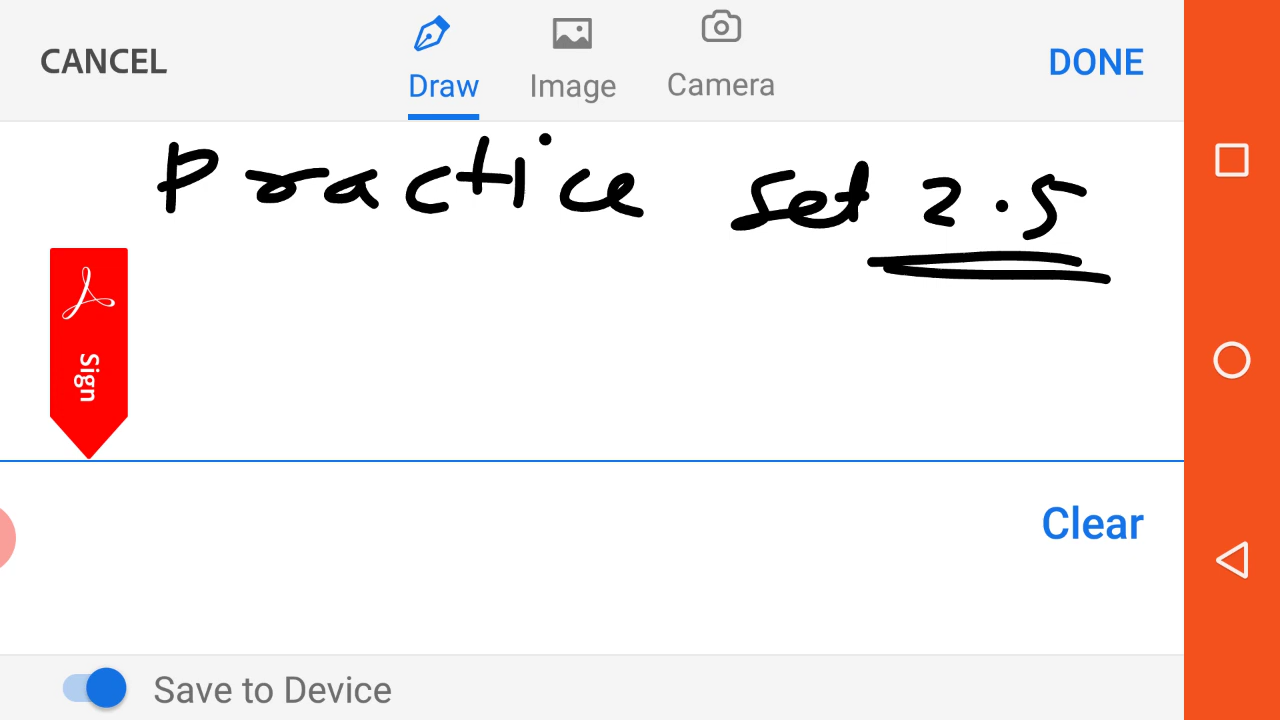 CANCEL Draw Image Camera DONE
Practice set 2.5
Sign
Clear
Save to Device